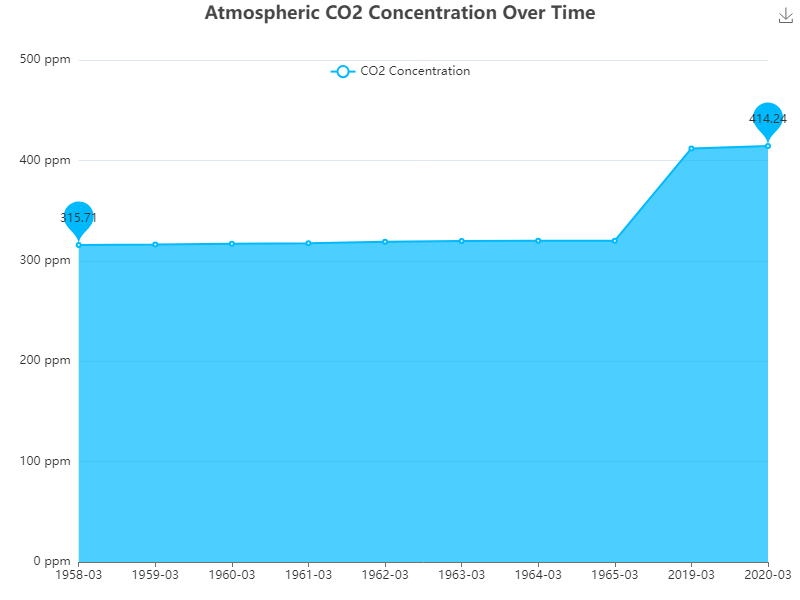 Atmospheric CO2 Concentration Over Time
CO2 Concentration
500 ppm
400 ppm
300 ppm
200 ppm
100 ppm
0 ppm
315.71
414.24
1958-03 1959-03 1960-03 1961-03 1962-03 1963-03 1964-03 1965-03 2019-03 2020-03